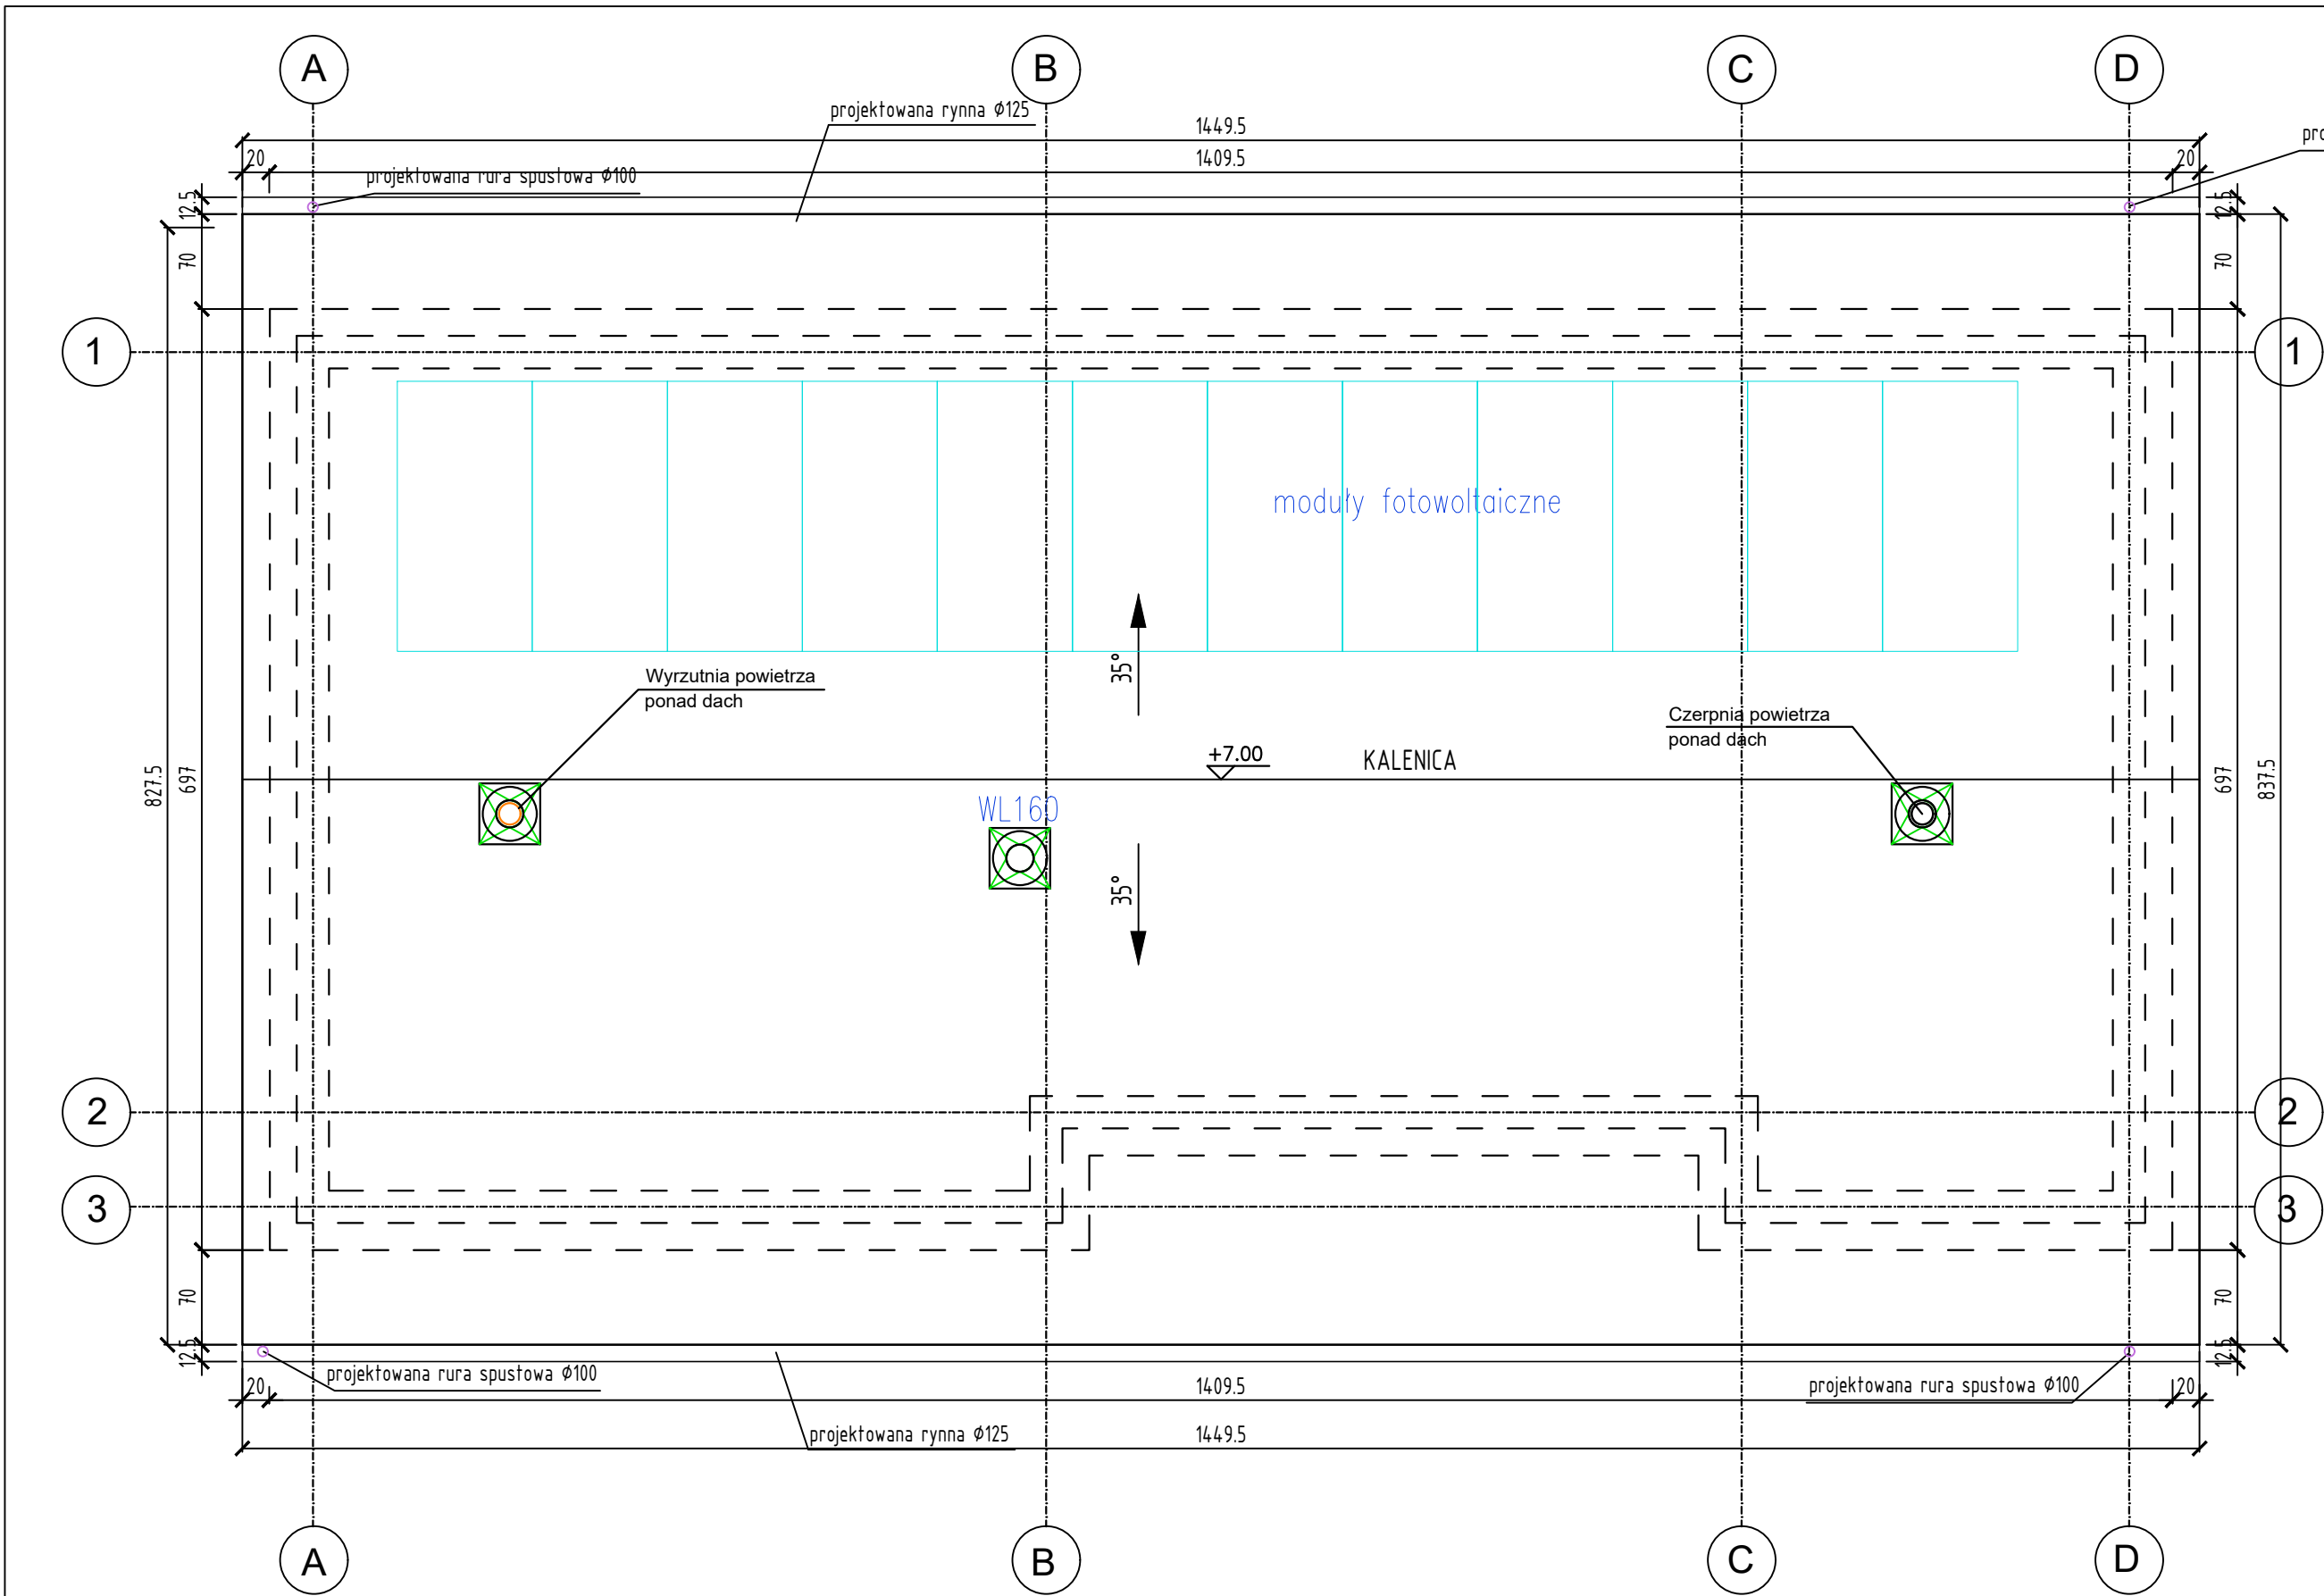 A
B
C
D
projektowana rynna ϕ125
1449.5
pro
20
1409.5
20
projektowana rura spustowa ϕ100
12.5
12.5
70
70
1
1
moduły fotowoltaiczne
Wyrzutnia powietrza
ponad dach
35°
Czerpnia powietrza
ponad dach
+7.00
KALENICA
827.5
697
697
837.5
WL160
35°
2
2
3
3
70
70
12.5
12.5
projektowana rura spustowa ϕ100
20
1409.5
projektowana rura spustowa ϕ100
20
projektowana rynna ϕ125
1449.5
A
B
C
D